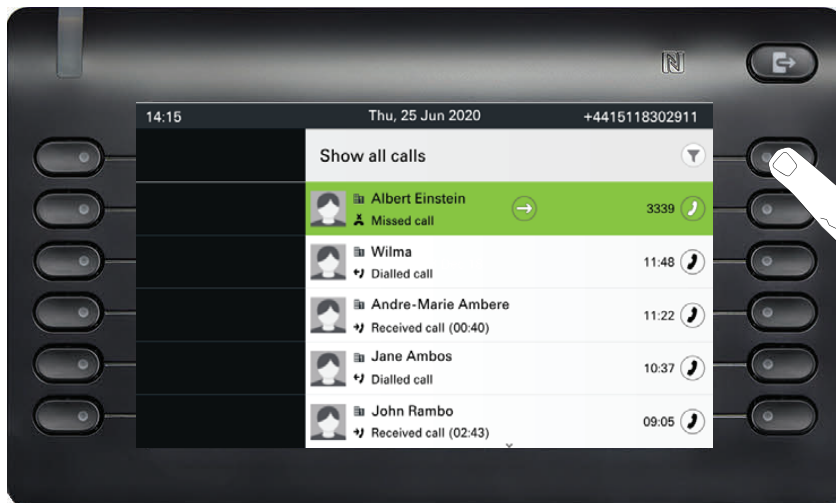 14:15 Thu, 25 Jun 2020 +4415118302911
Show all calls
Albert Einstein
Missed call 3339
Wilma
Dialled call 11:48
Andre-Marie Ambere
Received call (00:40) 11:22
Jane Ambos
Dialled call 10:37
John Rambo
Received call (02:43) 09:05